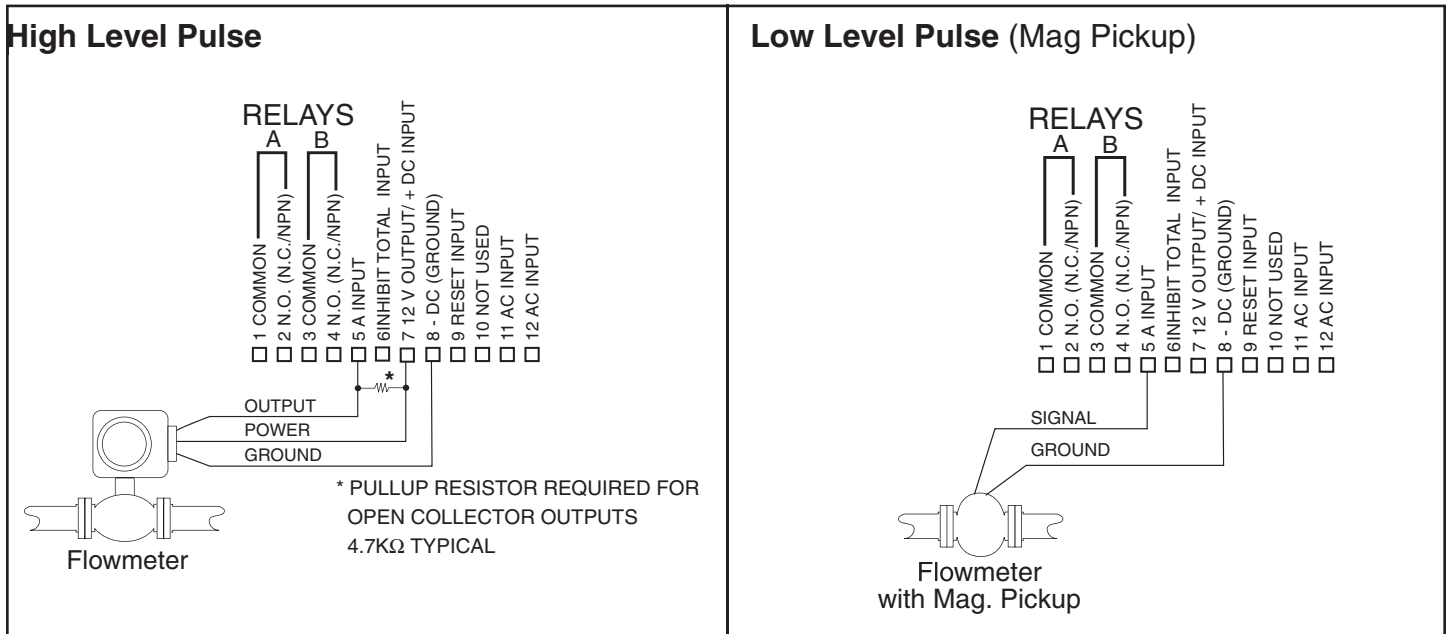 High Level Pulse
RELAYS
A B
1 COMMON
2 N.O. (N.C./NPN)
3 COMMON
4 N.O. (N.C./NPN)
5 A INPUT
6INHIBIT TOTAL INPUT
7 12 V OUTPUT/ + DC INPUT
8 - DC (GROUND)
9 RESET INPUT
10 NOT USED
11 AC INPUT
12 AC INPUT
*
OUTPUT
POWER
GROUND
* PULLUP RESISTOR REQUIRED FOR
OPEN COLLECTOR OUTPUTS
4.7KΩ TYPICAL
Flowmeter
Low Level Pulse (Mag Pickup)
RELAYS
A B
1 COMMON
2 N.O. (N.C./NPN)
3 COMMON
4 N.O. (N.C./NPN)
5 A INPUT
6INHIBIT TOTAL INPUT
7 12 V OUTPUT/ + DC INPUT
8 - DC (GROUND)
9 RESET INPUT
10 NOT USED
11 AC INPUT
12 AC INPUT
SIGNAL
GROUND
Flowmeter
with Mag. Pickup